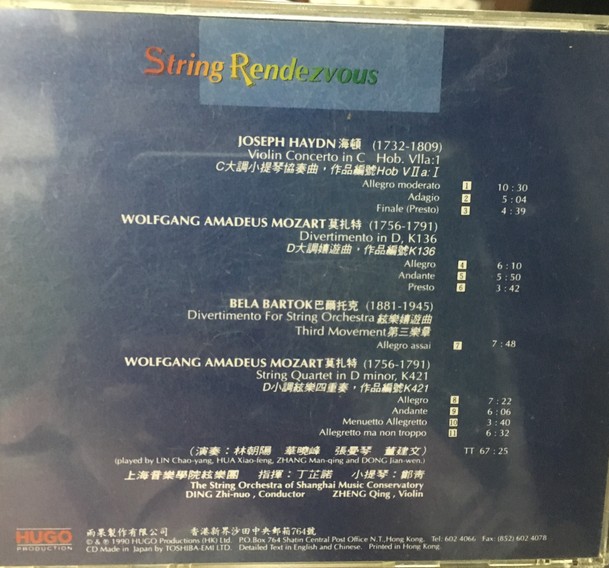 String Rendezvous
JOSEPH HAYDN 海頓 (1732-1809)
Violin Concerto in C Hob. VIIa:1
C大調小提琴協奏曲，作品編號Hob VⅡa:Ⅰ
Allegro moderato 1 10:30
Adagio 2 5:04
Finale (Presto) 3 4:39
WOLFGANG AMADEUS MOZART 莫扎特 (1756-1791)
Divertimento in D, K136
D大調嬉遊曲，作品編號K136
Allegro 4 6:10
Andante 5 5:50
Presto 6 3:42
BELA BARTOK 巴爾托克 (1881-1945)
Divertimento For String Orchestra 絃樂嬉遊曲
Third Movement 第三樂章
Allegro assai 7 7:48
WOLFGANG AMADEUS MOZART 莫扎特 (1756-1791)
String Quartet in D minor, K421
D小調絃樂四重奏，作品編號K421
Allegro 8 7:22
Andante 9 6:06
Menuetto Allegretto 10 3:40
Allegretto ma non troppo 11 6:32
(演奏：林朝陽 華曉峰 張曼琴 董建文) TT 67:25
(played by LIN Chao-yang, HUA Xiao-feng, ZHANG Man-qing and DONG Jian-wen.)
上海音樂學院絃樂團 指揮：丁芷諾 小提琴：鄭青
The String Orchestra of Shanghai Music Conservatory
DING Zhi-nuo, Conductor ZHENG Qing, Violin
HUGO
PRODUCTION
雨果製作有限公司 香港新界沙田中央郵箱764號
© & ℗ 1990 HUGO Productions (HK) Ltd. P.O.Box 764 Shatin Central Post Office N.T., Hong Kong. Tel: 602 4066 Fax: (852) 602 4078
CD Made in Japan by TOSHIBA-EMI LTD. Detailed Text in English and Chinese. Printed in Hong Kong.